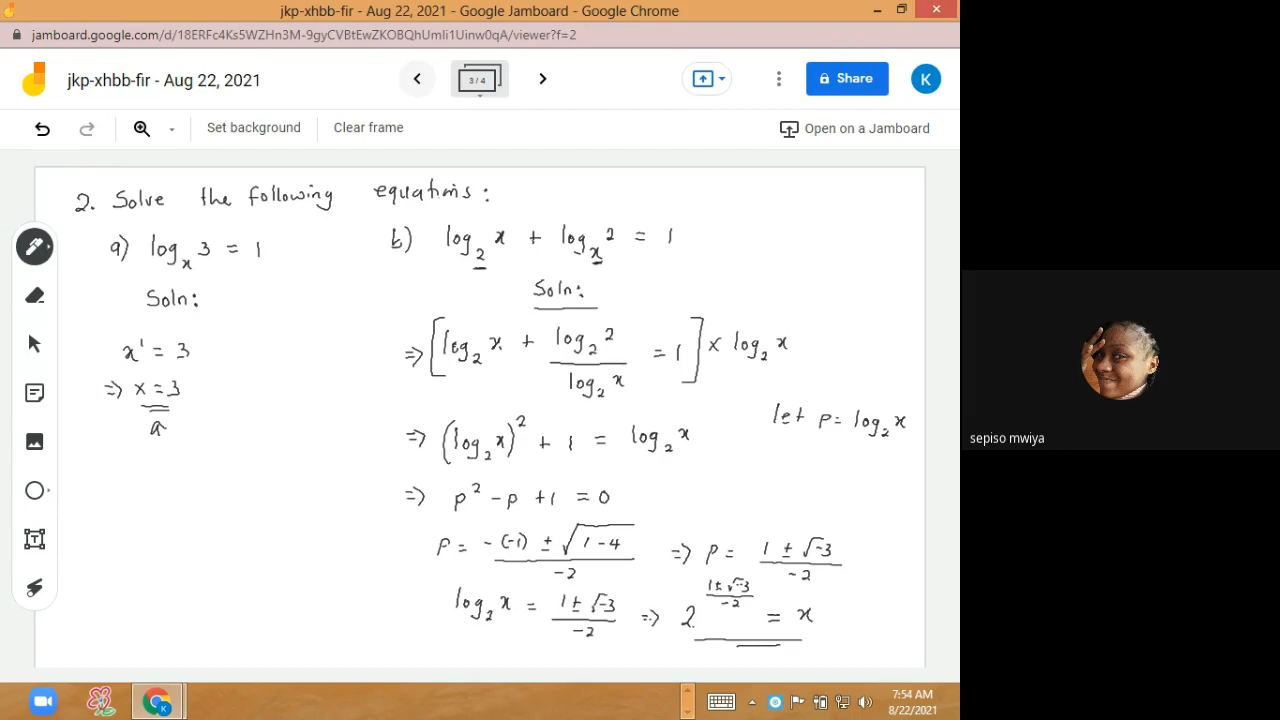 jkp-xhbb-fir - Aug 22, 2021 - Google Jamboard - Google Chrome
jamboard.google.com/d/18ERFc4Ks5WZHn3M-9gyCVBtEwZKOBQhUmli1Uinw0qA/viewer?f=2
jkp-xhbb-fir - Aug 22, 2021
3 / 4
Share
K
Set background
Clear frame
Open on a Jamboard
2. Solve the following equations:
a) log_x 3 = 1
Soln:
x^1 = 3
=> x = 3
a
b) log_2 x + log_x 2 = 1
Soln:
=> [log_2 x + (log_2 2)/(log_2 x) = 1] × log_2 x
let p = log_2 x
=> (log_2 x)^2 + 1 = log_2 x
=> p^2 - p + 1 = 0
p = (-(-1) ± √(1-4))/(-2) => p = (1 ± √-3)/(-2)
log_2 x = (1 ± √-3)/(-2) => 2^((1 ± √-3)/(-2)) = x
sepiso mwiya
7:54 AM
8/22/2021